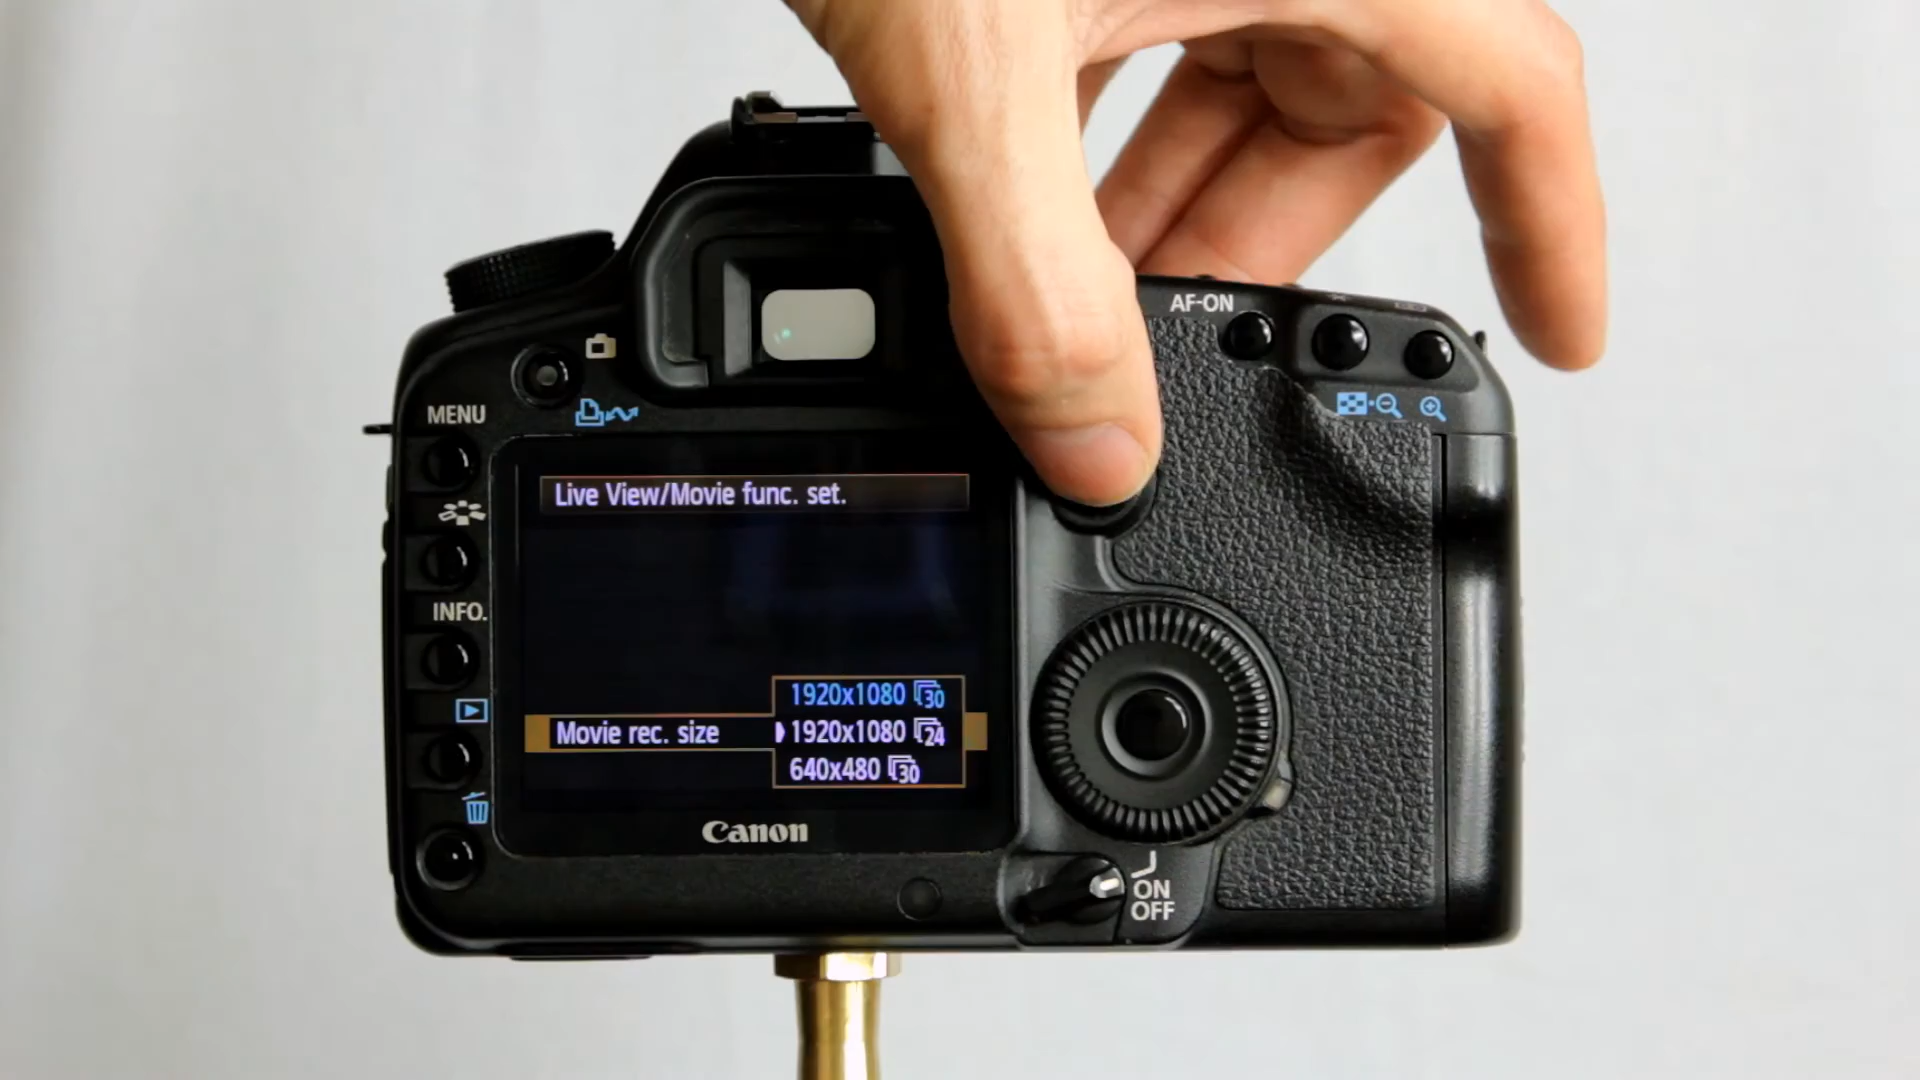 AF-ON
MENU
Live View/Movie func. set.
INFO.
1920x1080 30
Movie rec. size 1920x1080 24
640x480 30
Canon
ON
OFF